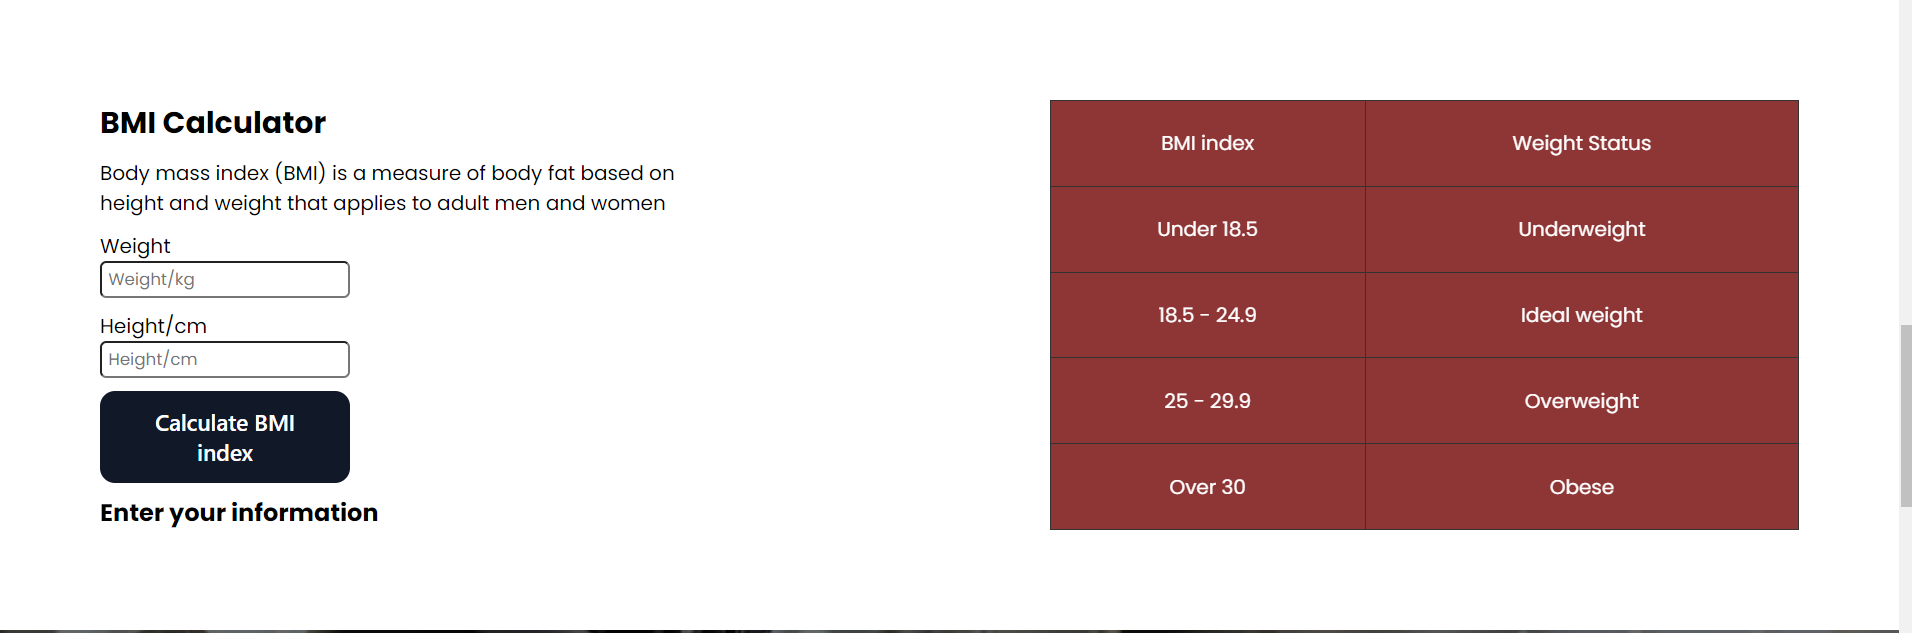 BMI Calculator
Body mass index (BMI) is a measure of body fat based on
height and weight that applies to adult men and women
Weight
Weight/kg
Height/cm
Height/cm
Calculate BMI
index
Enter your information
BMI index Weight Status
Under 18.5 Underweight
18.5 - 24.9 Ideal weight
25 - 29.9 Overweight
Over 30 Obese